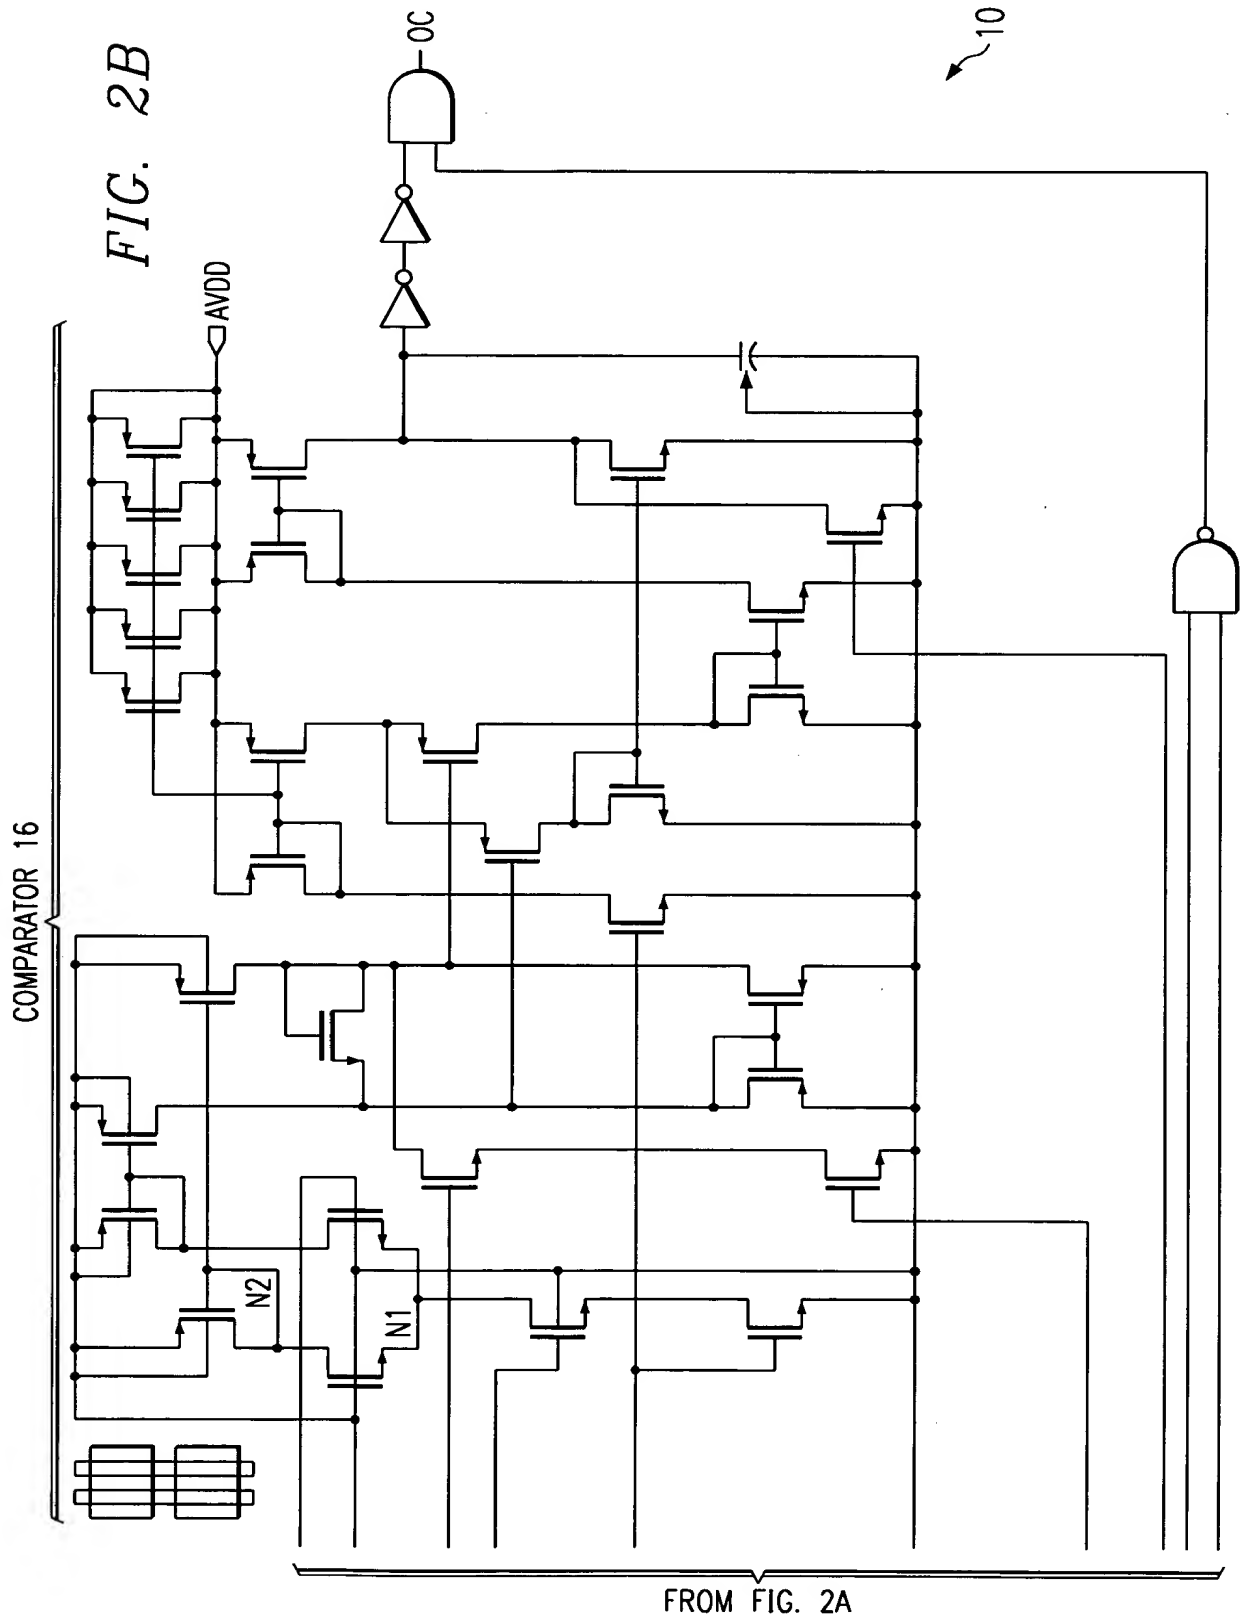 FIG. 2B
COMPARATOR 16
AVDD
OC
10
N2
N1
FROM FIG. 2A